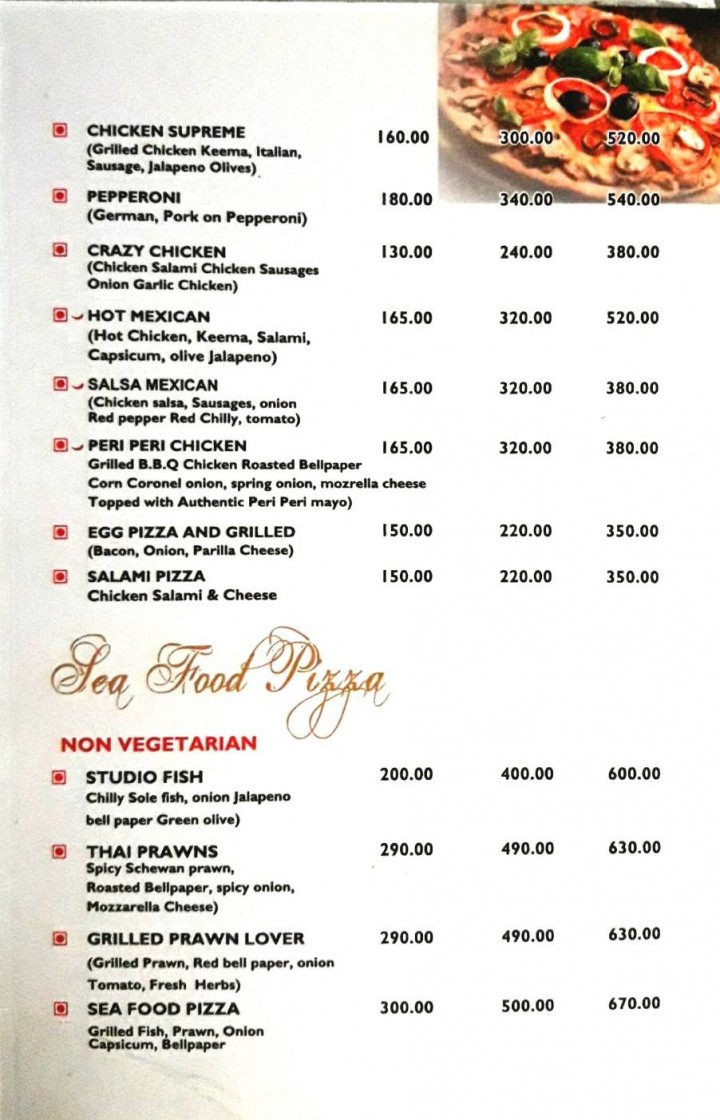 CHICKEN SUPREME 160.00 300.00 520.00
(Grilled Chicken Keema, Italian,
Sausage, Jalapeno Olives)
PEPPERONI 180.00 340.00 540.00
(German, Pork on Pepperoni)
CRAZY CHICKEN 130.00 240.00 380.00
(Chicken Salami Chicken Sausages
Onion Garlic Chicken)
HOT MEXICAN 165.00 320.00 520.00
(Hot Chicken, Keema, Salami,
Capsicum, olive Jalapeno)
SALSA MEXICAN 165.00 320.00 380.00
(Chicken salsa, Sausages, onion
Red pepper Red Chilly, tomato)
PERI PERI CHICKEN 165.00 320.00 380.00
Grilled B.B.Q Chicken Roasted Bellpaper
Corn Coronel onion, spring onion, mozrella cheese
Topped with Authentic Peri Peri mayo)
EGG PIZZA AND GRILLED 150.00 220.00 350.00
(Bacon, Onion, Parilla Cheese)
SALAMI PIZZA 150.00 220.00 350.00
Chicken Salami & Cheese
Sea Food Pizza
NON VEGETARIAN
STUDIO FISH 200.00 400.00 600.00
Chilly Sole fish, onion Jalapeno
bell paper Green olive)
THAI PRAWNS 290.00 490.00 630.00
Spicy Schewan prawn,
Roasted Bellpaper, spicy onion,
Mozzarella Cheese)
GRILLED PRAWN LOVER 290.00 490.00 630.00
(Grilled Prawn, Red bell paper, onion
Tomato, Fresh Herbs)
SEA FOOD PIZZA 300.00 500.00 670.00
Grilled Fish, Prawn, Onion
Capsicum, Bellpaper